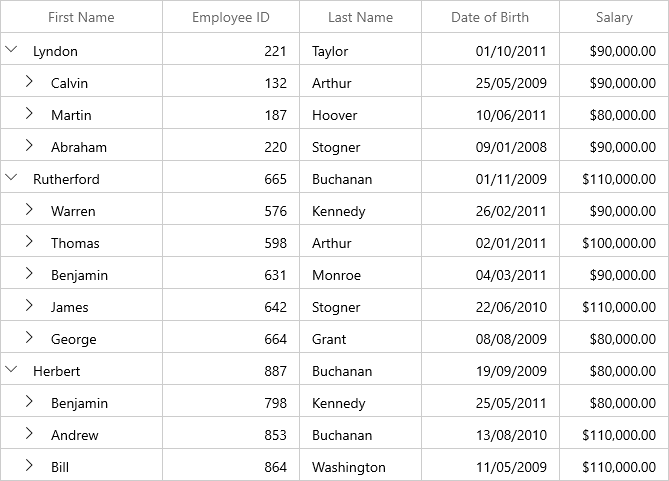 First Name Employee ID Last Name Date of Birth Salary
Lyndon 221 Taylor 01/10/2011 $90,000.00
Calvin 132 Arthur 25/05/2009 $90,000.00
Martin 187 Hoover 10/06/2011 $80,000.00
Abraham 220 Stogner 09/01/2008 $90,000.00
Rutherford 665 Buchanan 01/11/2009 $110,000.00
Warren 576 Kennedy 26/02/2011 $90,000.00
Thomas 598 Arthur 02/01/2011 $100,000.00
Benjamin 631 Monroe 04/03/2011 $90,000.00
James 642 Stogner 22/06/2010 $110,000.00
George 664 Grant 08/08/2009 $80,000.00
Herbert 887 Buchanan 19/09/2009 $80,000.00
Benjamin 798 Kennedy 25/05/2011 $80,000.00
Andrew 853 Buchanan 13/08/2010 $110,000.00
Bill 864 Washington 11/05/2009 $110,000.00